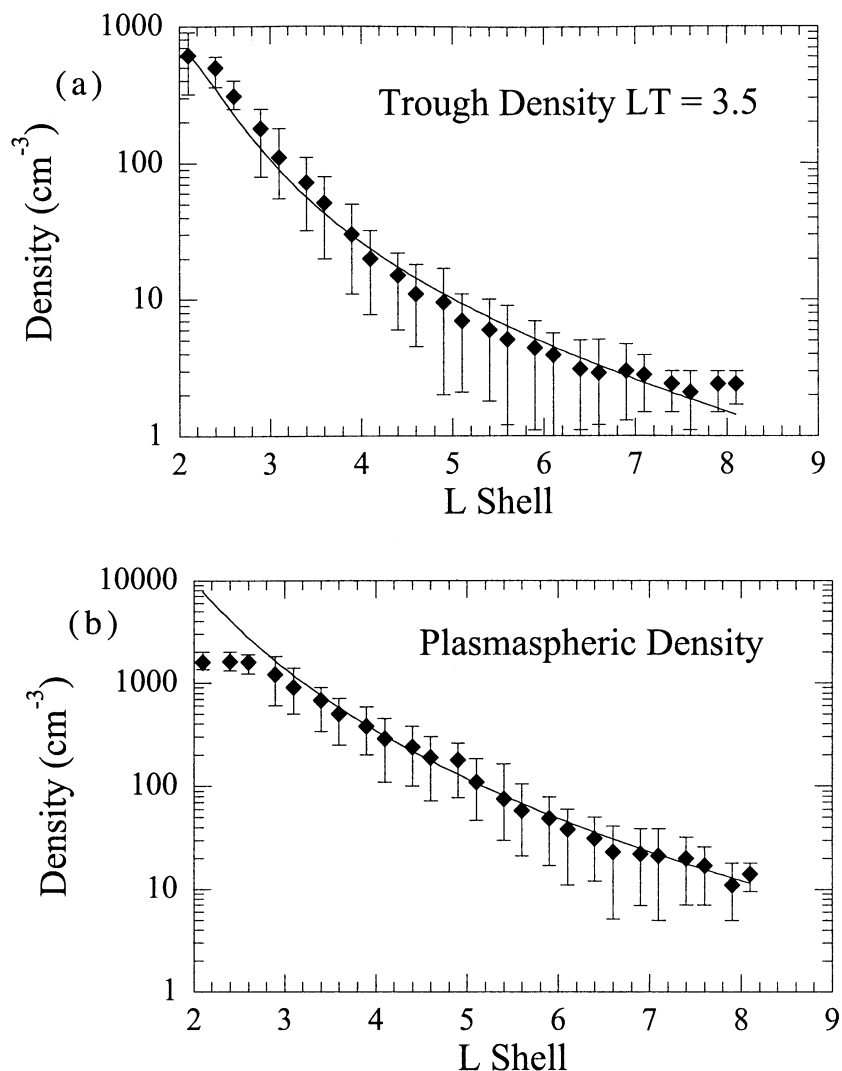 (a)
Trough Density LT = 3.5
Density (cm⁻³)
1000
100
10
1
2 3 4 5 6 7 8 9
L Shell
(b)
Plasmaspheric Density
Density (cm⁻³)
10000
1000
100
10
1
2 3 4 5 6 7 8 9
L Shell